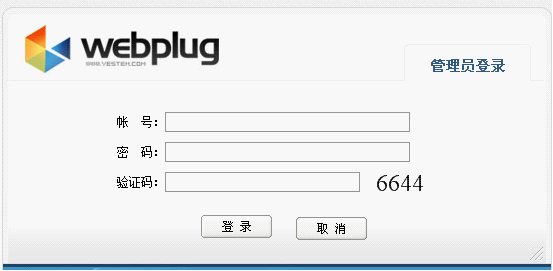 webplug
WWW.YESTEM.COM
管理员登录
帐 号:
密 码:
验证码: 6644
登 录 取 消